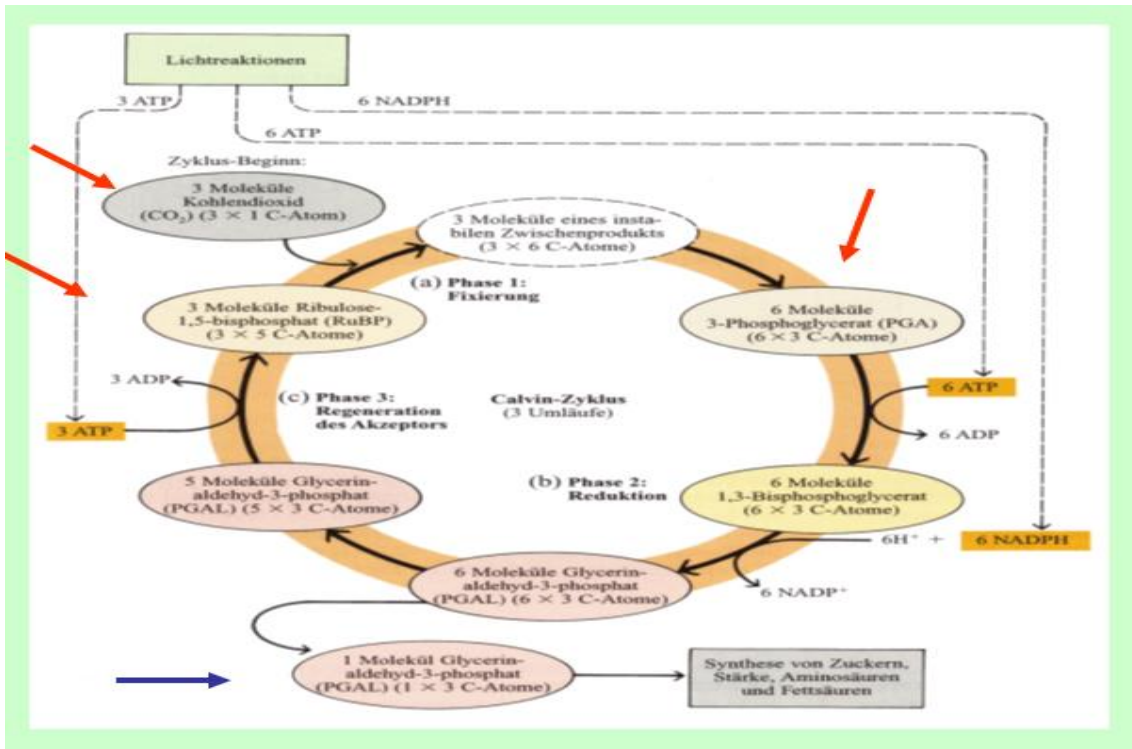 Lichtreaktionen
3 ATP
6 NADPH
6 ATP
Zyklus-Beginn:
3 Moleküle
Kohlendioxid
(CO₂) (3 × 1 C-Atom)
3 Moleküle eines insta-
bilen Zwischenprodukts
(3 × 6 C-Atome)
(a) Phase 1:
Fixierung
3 Moleküle Ribulose-
1,5-bisphosphat (RuBP)
(3 × 5 C-Atome)
6 Moleküle
3-Phosphoglycerat (PGA)
(6 × 3 C-Atome)
3 ADP
(c) Phase 3:
Regeneration
des Akzeptors
Calvin-Zyklus
(3 Umläufe)
6 ATP
3 ATP
6 ADP
5 Moleküle Glycerin-
aldehyd-3-phosphat
(PGAL) (5 × 3 C-Atome)
(b) Phase 2:
Reduktion
6 Moleküle
1,3-Bisphosphoglycerat
(6 × 3 C-Atome)
6H⁺ +
6 NADPH
6 Moleküle Glycerin-
aldehyd-3-phosphat
(PGAL) (6 × 3 C-Atome)
6 NADP⁺
1 Molekül Glycerin-
aldehyd-3-phosphat
(PGAL) (1 × 3 C-Atome)
Synthese von Zuckern,
Stärke, Aminosäuren
und Fettsäuren